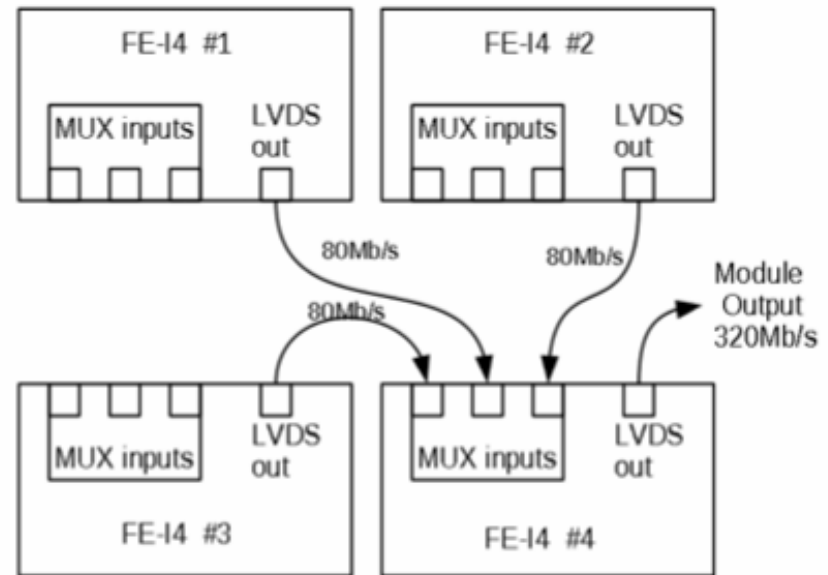 FE-I4 #1
MUX inputs
LVDS
out
FE-I4 #2
MUX inputs
LVDS
out
80Mb/s
80Mb/s
80Mb/s
Module
Output
320Mb/s
MUX inputs
LVDS
out
FE-I4 #3
MUX inputs
LVDS
out
FE-I4 #4